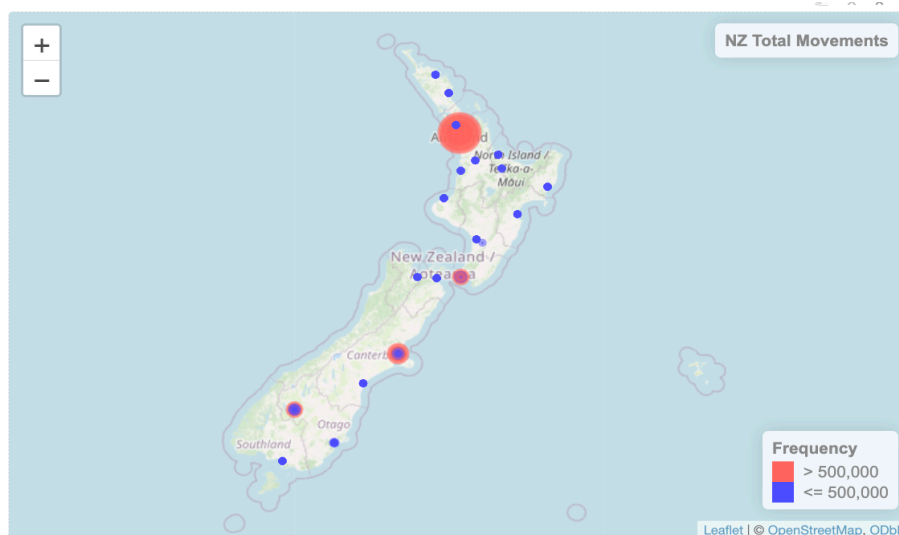 +
NZ Total Movements
−
North Island /
Te Ika-a-
Māui
New Zealand /
Aotearoa
Otago
Southland
Frequency
> 500,000
<= 500,000
Leaflet | © OpenStreetMap, ODbL